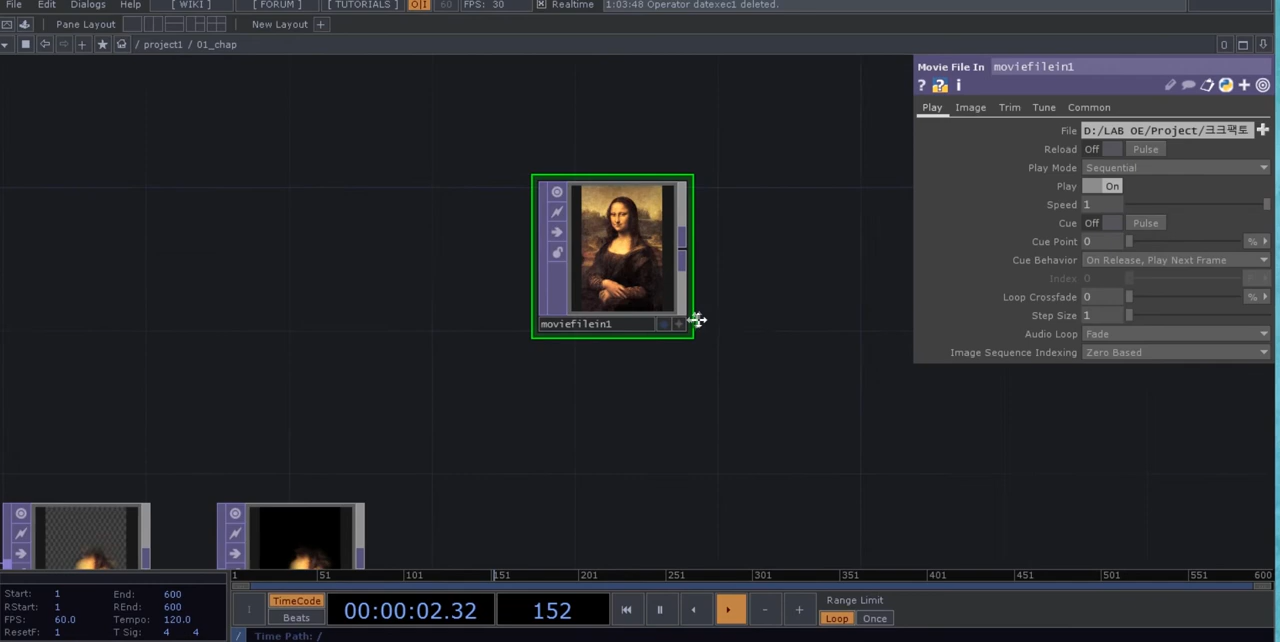 File Edit Dialogs Help [ WIKI ] [ FORUM ] [ TUTORIALS ] O|I 60 FPS: 30 Realtime 1:03:48 Operator datexec1 deleted.
Pane Layout New Layout +
/ project1 / 01_chap 0
Movie File In moviefilein1
? ? i
Play Image Trim Tune Common
File D:/LAB OE/Project/크크팩토
Reload Off Pulse
Play Mode Sequential
Play On
Speed 1
Cue Off Pulse
Cue Point 0 %
Cue Behavior On Release, Play Next Frame
Index 0
Loop Crossfade 0 %
Step Size 1
Audio Loop Fade
Image Sequence Indexing Zero Based
moviefilein1
1 51 101 151 201 251 301 351 401 451 501 551 600
Start: 1 End: 600
RStart: 1 REnd: 600
FPS: 60.0 Tempo: 120.0
ResetF: 1 T Sig: 4 4
TimeCode
Beats
00:00:02.32 152
Range Limit
Loop Once
/ Time Path: /